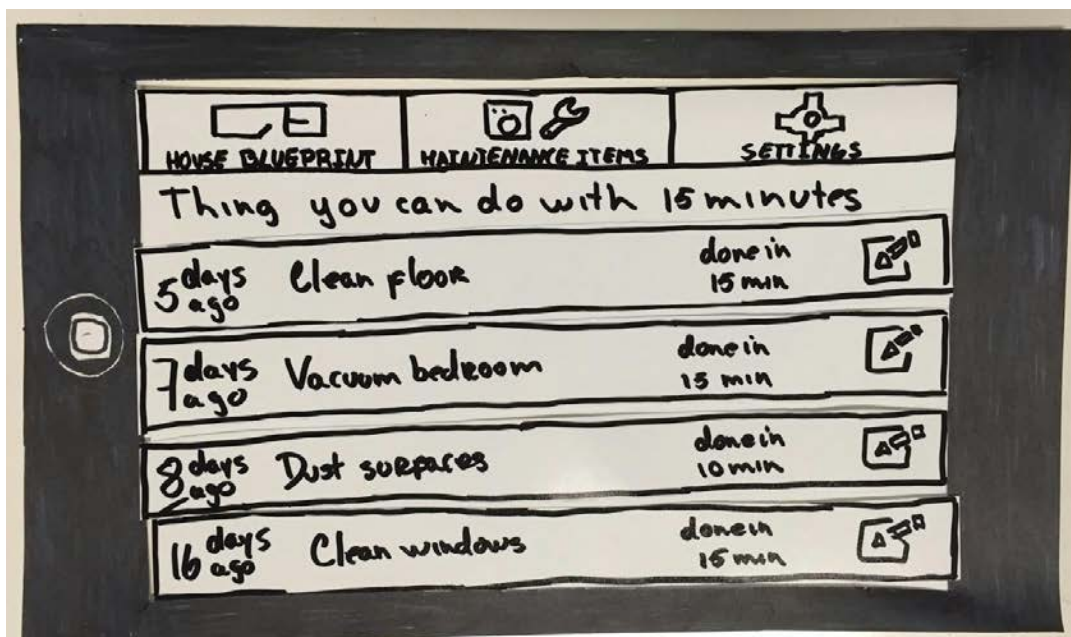 HOUSE BLUEPRINT
MAINTENANCE ITEMS
SETTINGS
Thing you can do with 15 minutes
5 days ago
Clean floor
done in
15 min
7 days ago
Vacuum bedroom
done in
15 min
8 days ago
Dust surfaces
done in
10 min
16 days ago
Clean windows
done in
15 min